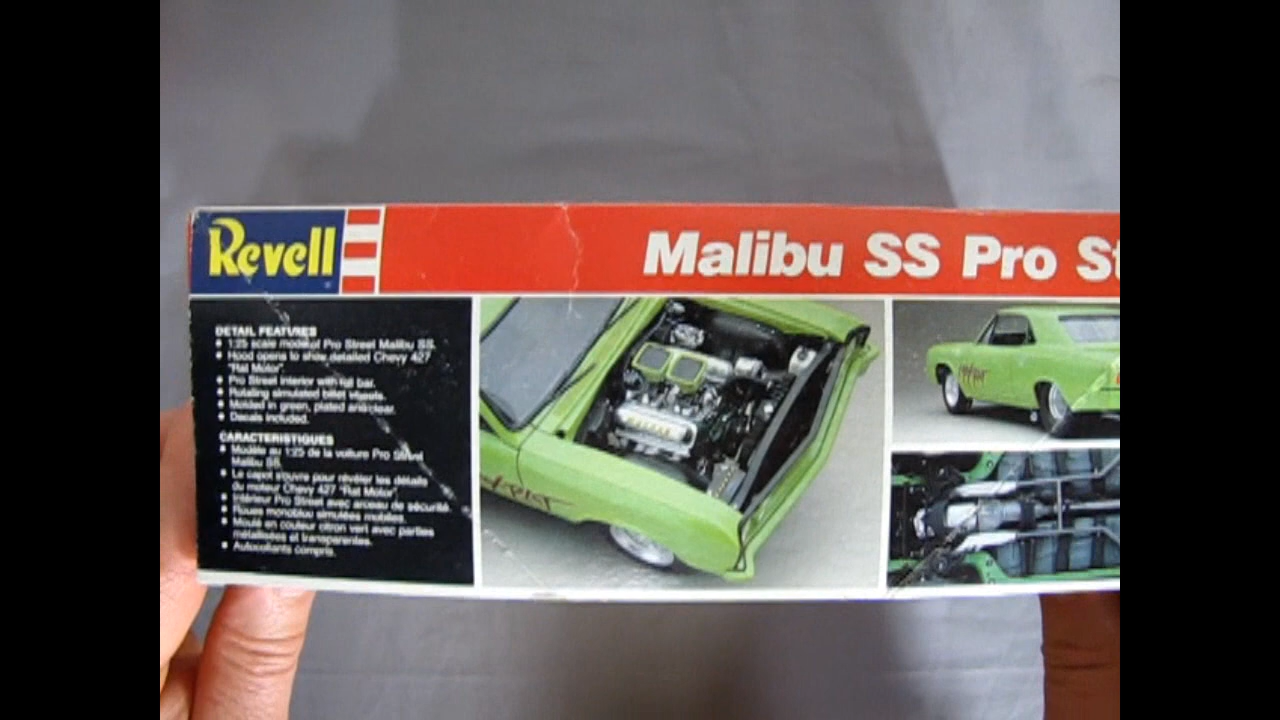 Revell
Malibu SS Pro St
DETAIL FEATURES
• 1:25 scale model of Pro Street Malibu SS.
• Hood opens to show detailed Chevy 427
"Rat Motor".
• Pro Street interior with roll bar.
• Rotating simulated billet wheels.
• Molded in green, plated and clear.
• Decals included.
CARACTERISTIQUES
• Modèle au 1:25 de la voiture Pro Street
Malibu SS.
• Le capot s'ouvre pour révéler les détails
du moteur Chevy 427 "Rat Motor".
• Intérieur Pro Street avec arceau de sécurité.
• Roues monobloc simulées mobiles.
• Moulé en couleur citron vert avec parties
métallisées et transparentes.
• Autocollants compris.